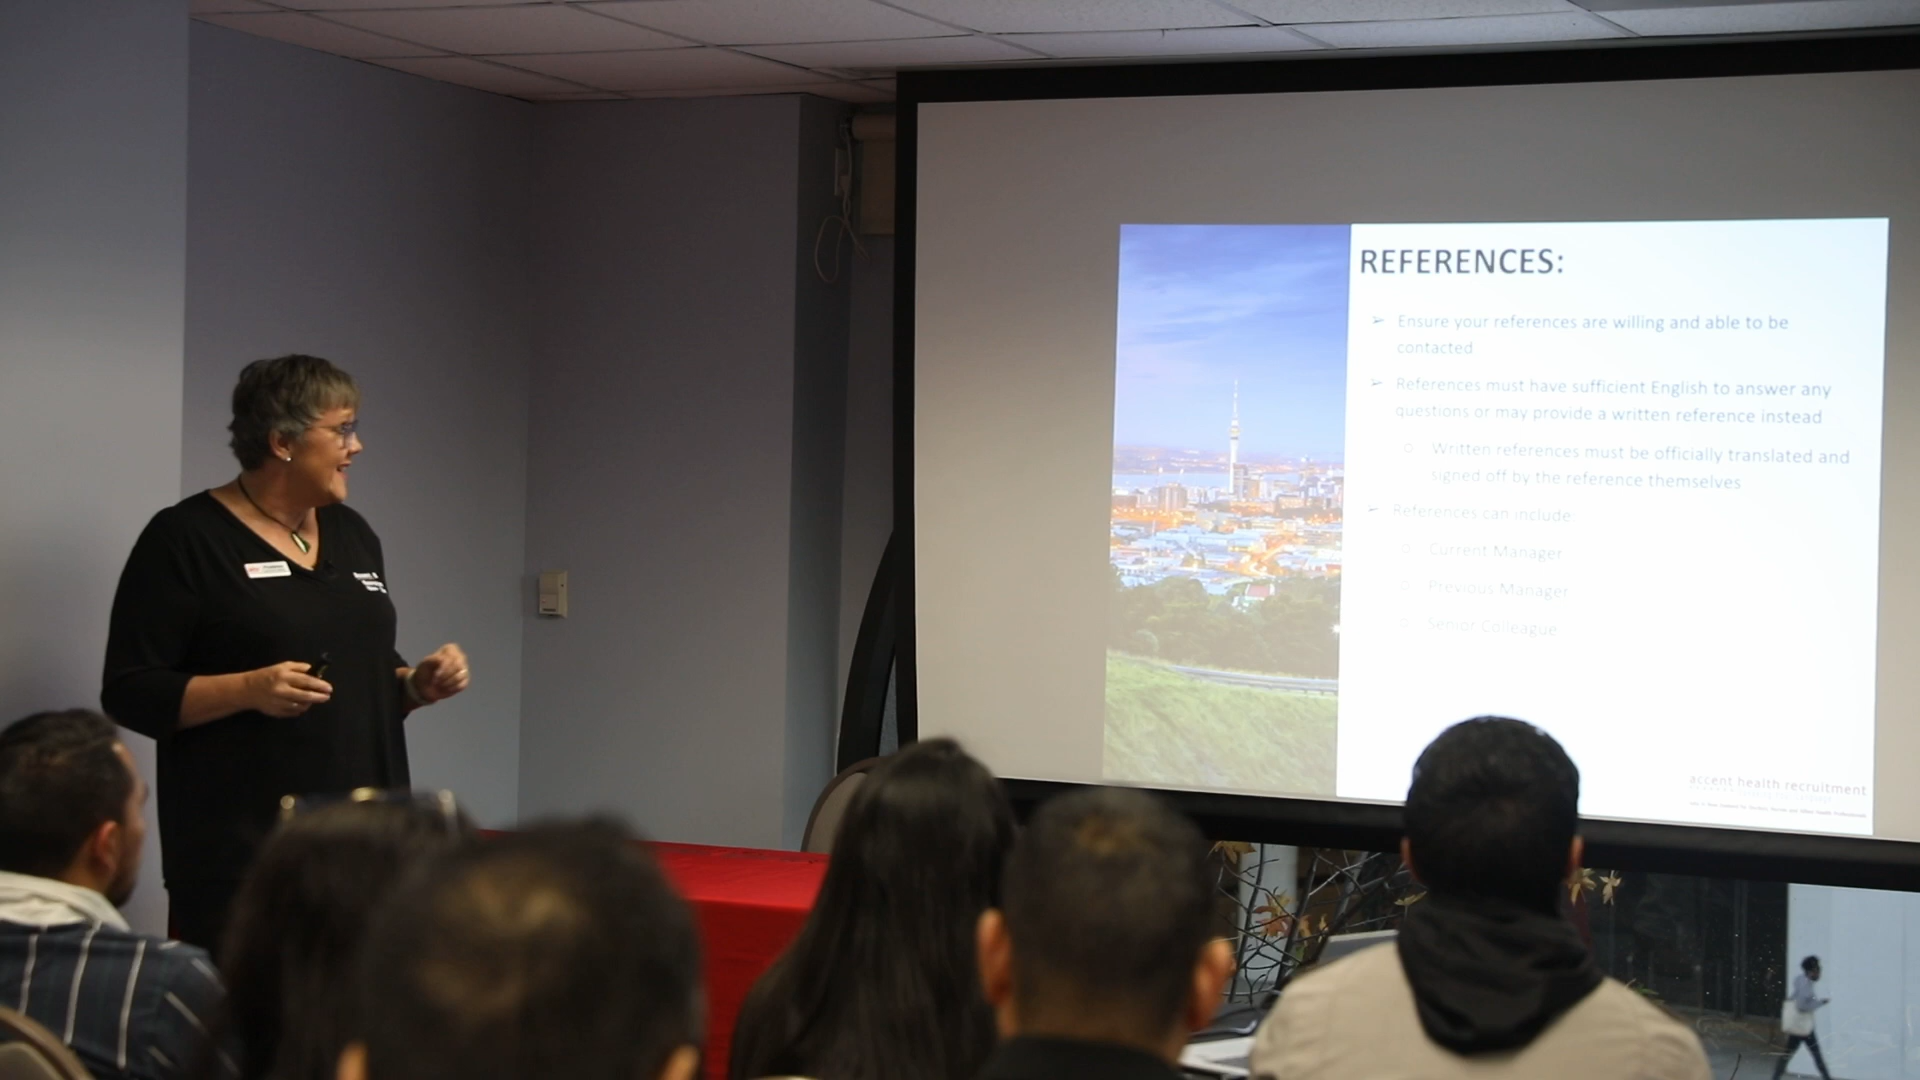 REFERENCES:
➢ Ensure your references are willing and able to be
contacted
➢ References must have sufficient English to answer any
questions or may provide a written reference instead
○ Written references must be officially translated and
signed off by the reference themselves
➢ References can include:
○ Current Manager
○ Previous Manager
○ Senior Colleague
accent health recruitment